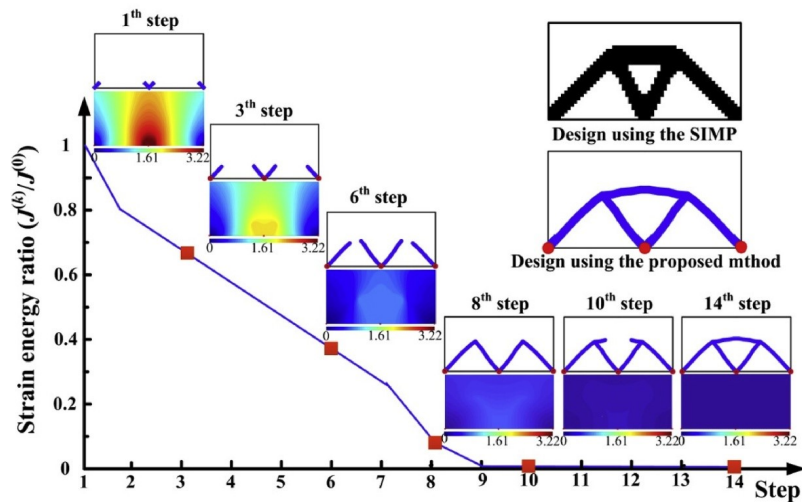 1th step
0 1.61 3.22
3th step
0 1.61 3.22
6th step
0 1.61 3.22
8th step
0 1.61 3.22
10th step
0 1.61 3.22
14th step
0 1.61 3.22
Design using the SIMP
Design using the proposed mthod
Strain energy ratio (J(k)/J(0))
1
0.8
0.6
0.4
0.2
0
1 2 3 4 5 6 7 8 9 10 11 12 13 14
Step